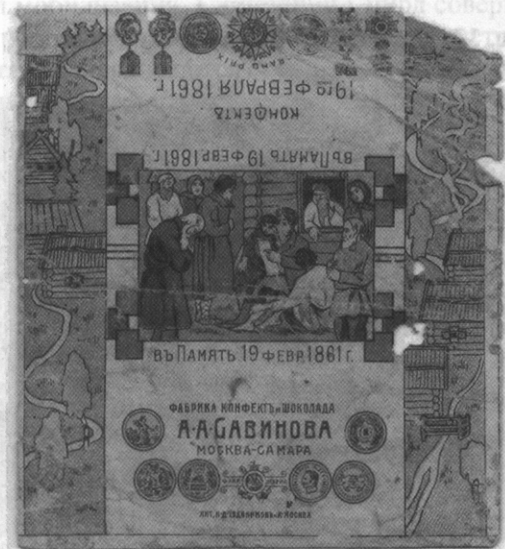 КОНФЕКТЪ
19го ФЕВРАЛЯ 1861 г.
ВЪ ПАМЯТЬ 19 ФЕВР. 1861 г.
ВЪ ПАМЯТЬ 19 ФЕВР. 1861 г.
ФАБРИКА КОНФЕКТЪ и ШОКОЛАДА
А·А·САВИНОВА
МОСКВА-САМАРА